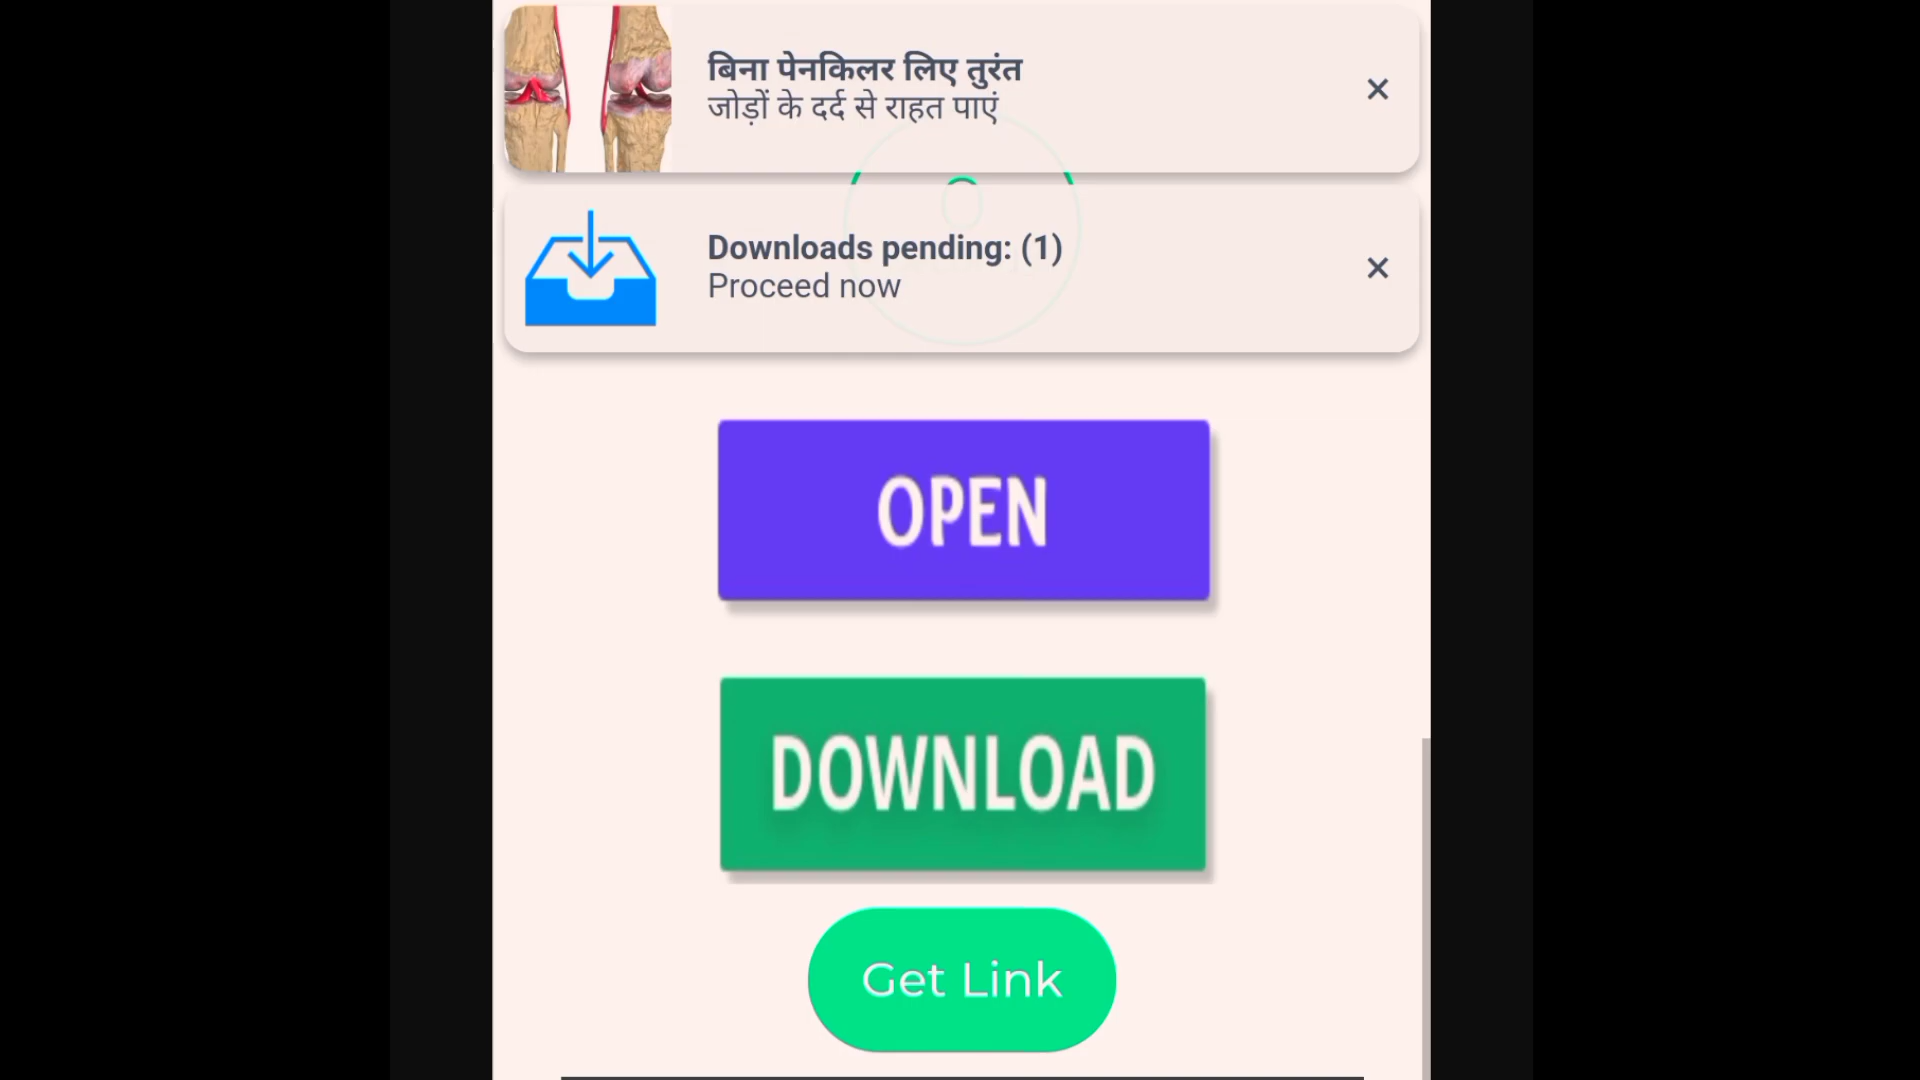 बिना पेनकिलर लिए तुरंत
जोड़ों के दर्द से राहत पाएं
Downloads pending: (1)
Proceed now
OPEN
DOWNLOAD
Get Link